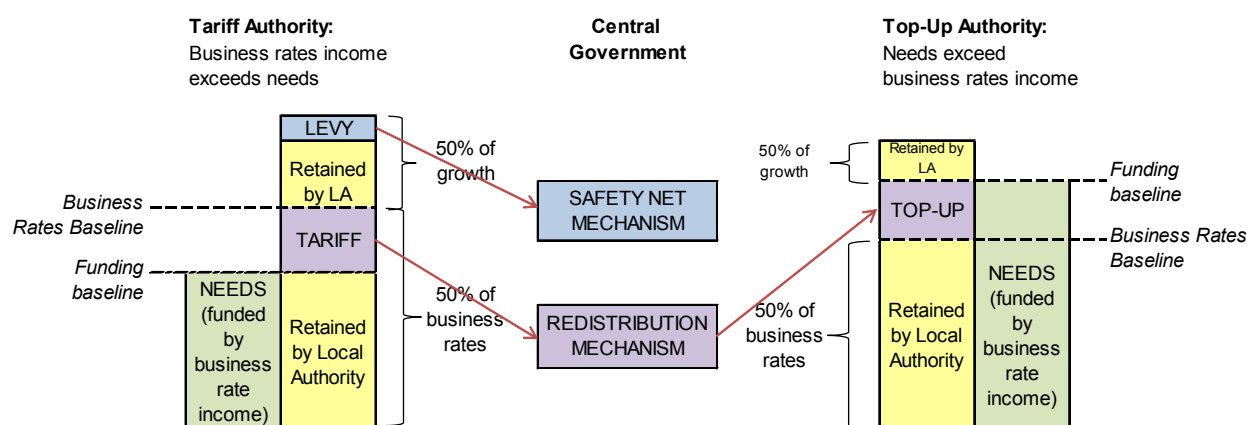 Tariff Authority:
Business rates income
exceeds needs
Central
Government
Top-Up Authority:
Needs exceed
business rates income
LEVY
Retained
by LA
50% of
growth
Business
Rates Baseline
TARIFF
Funding
baseline
NEEDS
(funded
by
business
rate
income)
Retained
by Local
Authority
50% of
business
rates
SAFETY NET
MECHANISM
REDISTRIBUTION
MECHANISM
50% of
growth
Retained by
LA
Funding
baseline
TOP-UP
Business Rates
Baseline
50% of
business
rates
Retained
by Local
Authority
NEEDS
(funded
by
business
rate
income)